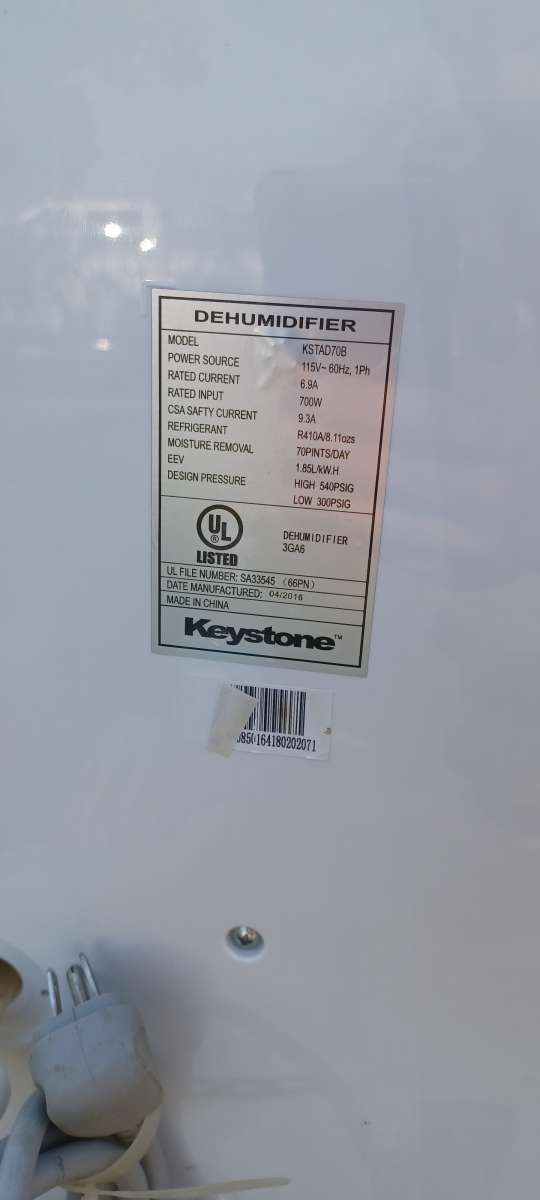 DEHUMIDIFIER
MODEL KSTAD70B
POWER SOURCE 115V~ 60Hz, 1Ph
RATED CURRENT 6.9A
RATED INPUT 700W
CSA SAFTY CURRENT 9.3A
REFRIGERANT R410A/8.11ozs
MOISTURE REMOVAL 70PINTS/DAY
EEV 1.85L/kW.H
DESIGN PRESSURE HIGH 540PSIG
LOW 300PSIG
UL
®
LISTED
DEHUMIDIFIER
3GA6
UL FILE NUMBER: SA33545 (66PN)
DATE MANUFACTURED: 04/2016
MADE IN CHINA
Keystone™
850164180202071